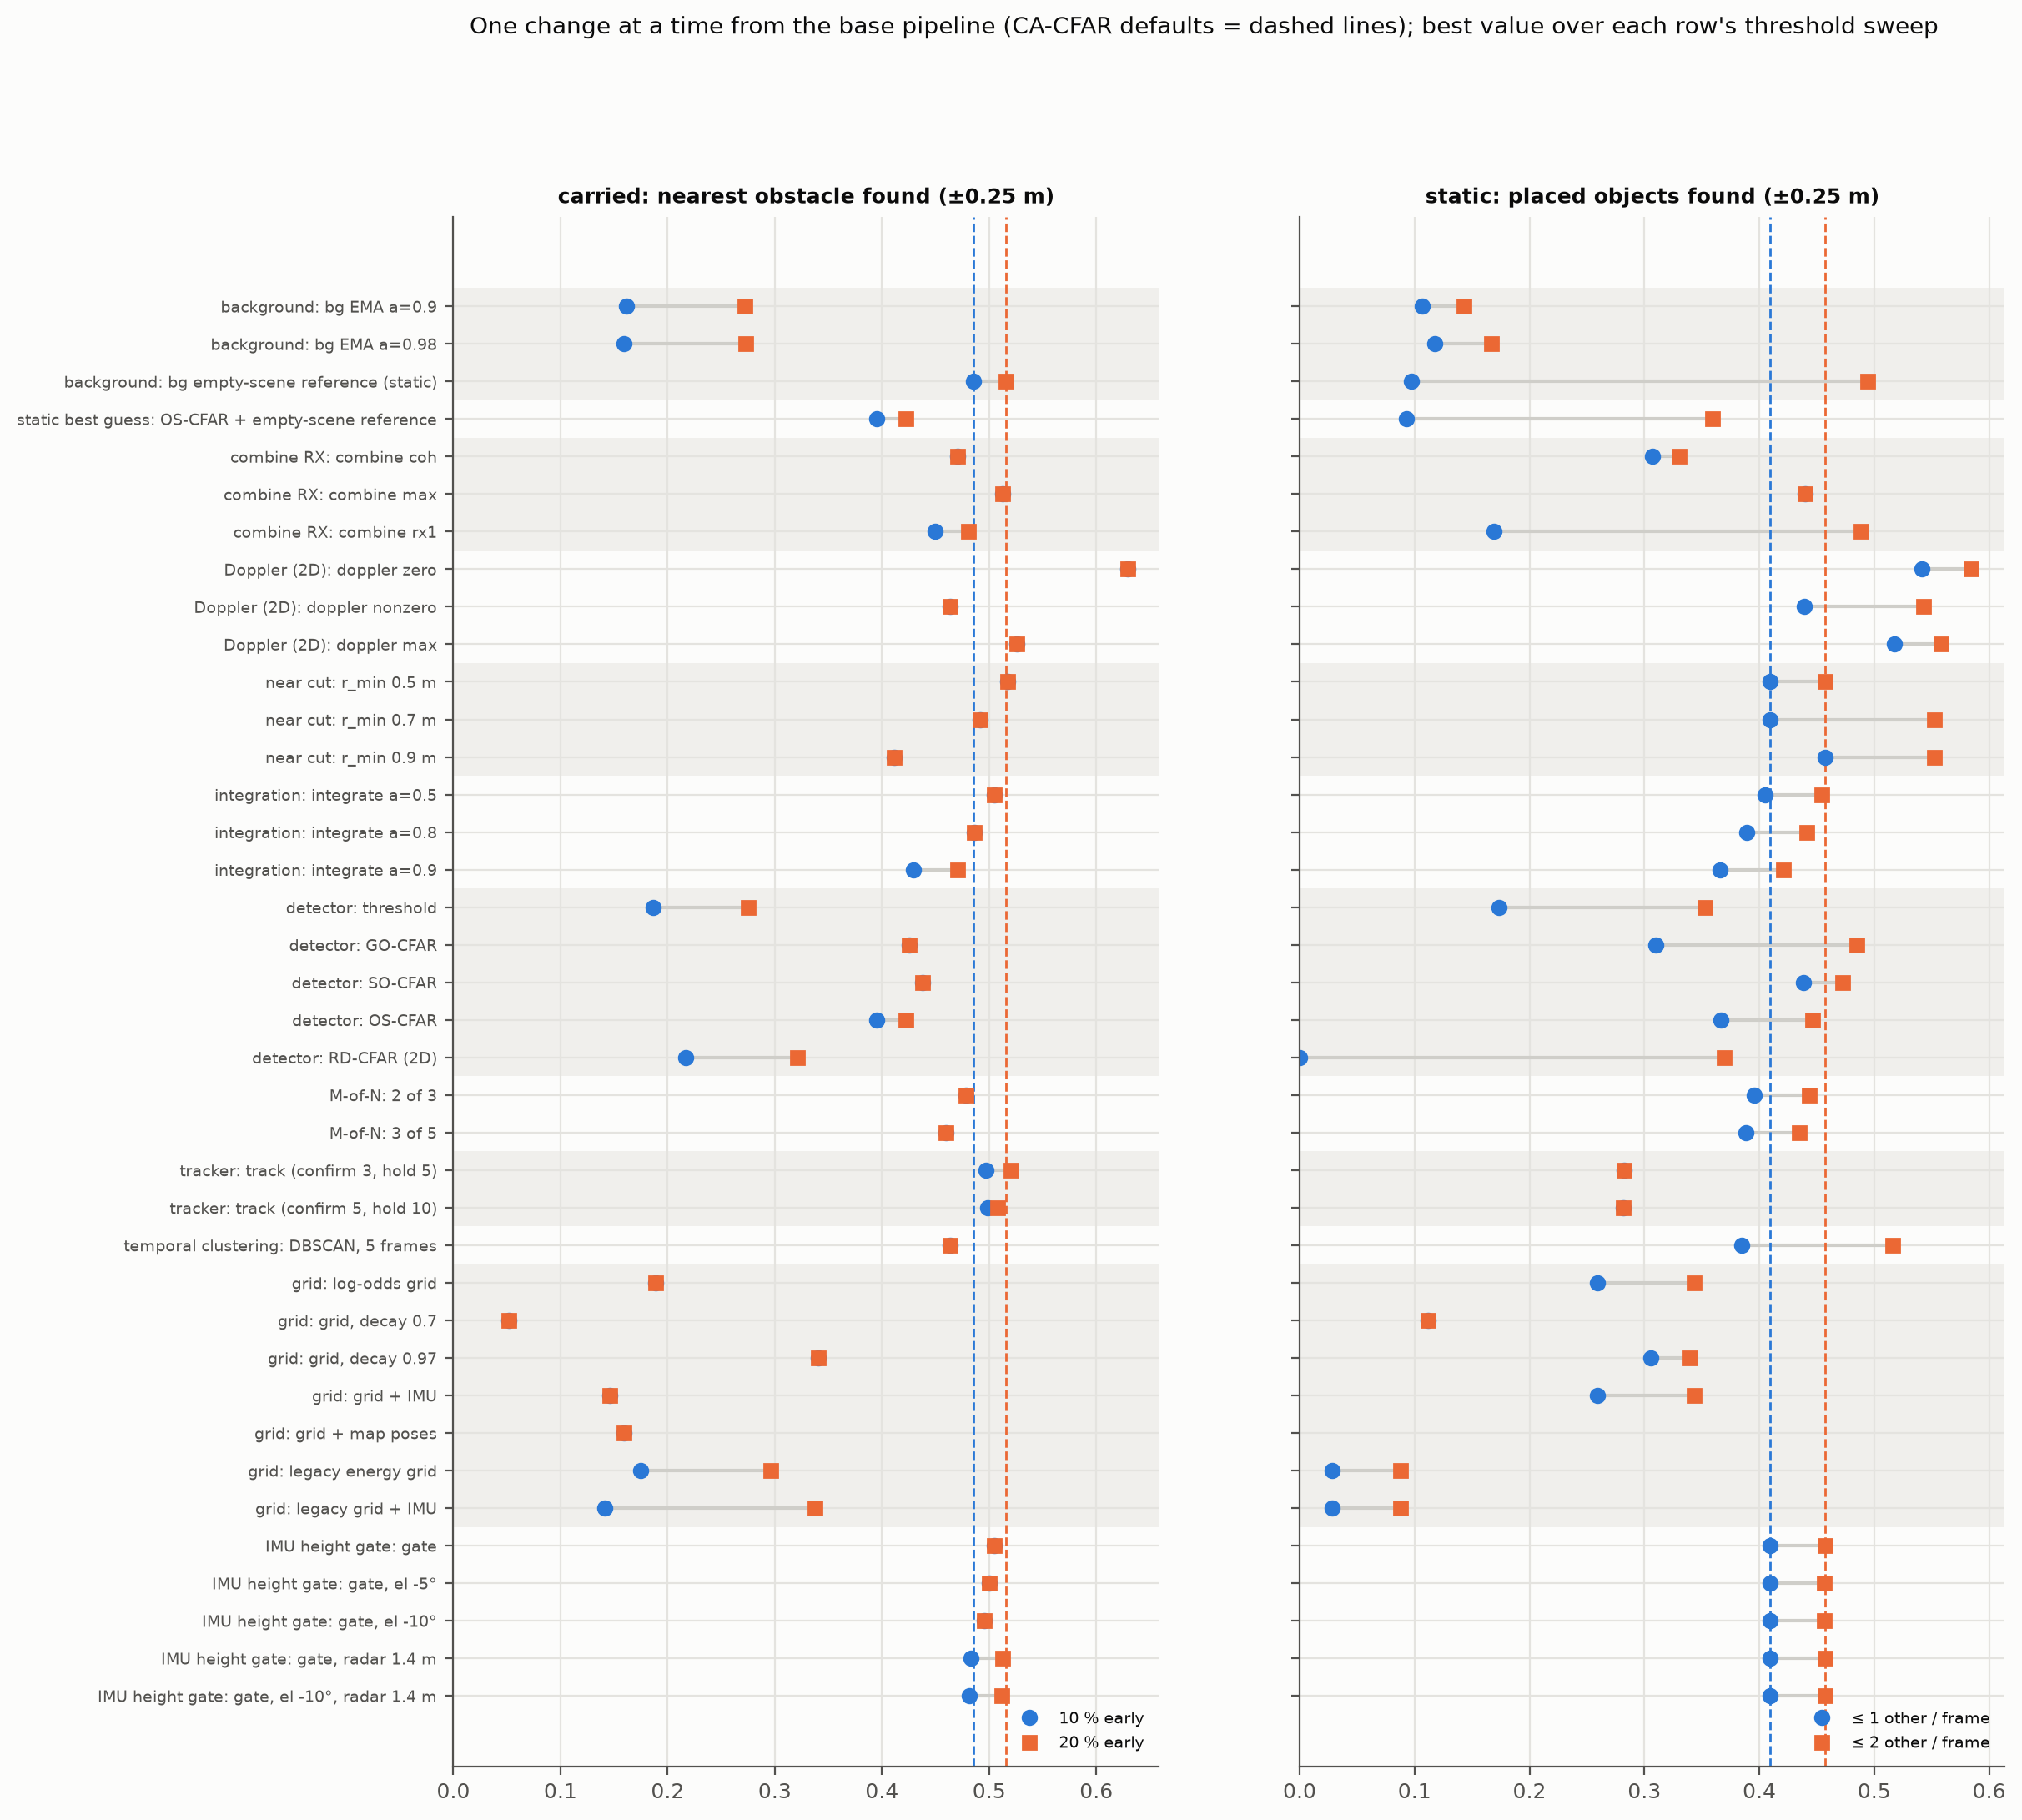 One change at a time from the base pipeline (CA-CFAR defaults = dashed lines); best value over each row's threshold sweep
carried: nearest obstacle found (±0.25 m)
static: placed objects found (±0.25 m)
background: bg EMA a=0.9
background: bg EMA a=0.98
background: bg empty-scene reference (static)
static best guess: OS-CFAR + empty-scene reference
combine RX: combine coh
combine RX: combine max
combine RX: combine rx1
Doppler (2D): doppler zero
Doppler (2D): doppler nonzero
Doppler (2D): doppler max
near cut: r_min 0.5 m
near cut: r_min 0.7 m
near cut: r_min 0.9 m
integration: integrate a=0.5
integration: integrate a=0.8
integration: integrate a=0.9
detector: threshold
detector: GO-CFAR
detector: SO-CFAR
detector: OS-CFAR
detector: RD-CFAR (2D)
M-of-N: 2 of 3
M-of-N: 3 of 5
tracker: track (confirm 3, hold 5)
tracker: track (confirm 5, hold 10)
temporal clustering: DBSCAN, 5 frames
grid: log-odds grid
grid: grid, decay 0.7
grid: grid, decay 0.97
grid: grid + IMU
grid: grid + map poses
grid: legacy energy grid
grid: legacy grid + IMU
IMU height gate: gate
IMU height gate: gate, el -5°
IMU height gate: gate, el -10°
IMU height gate: gate, radar 1.4 m
IMU height gate: gate, el -10°, radar 1.4 m
10 % early
20 % early
≤ 1 other / frame
≤ 2 other / frame
0.0 0.1 0.2 0.3 0.4 0.5 0.6
0.0 0.1 0.2 0.3 0.4 0.5 0.6